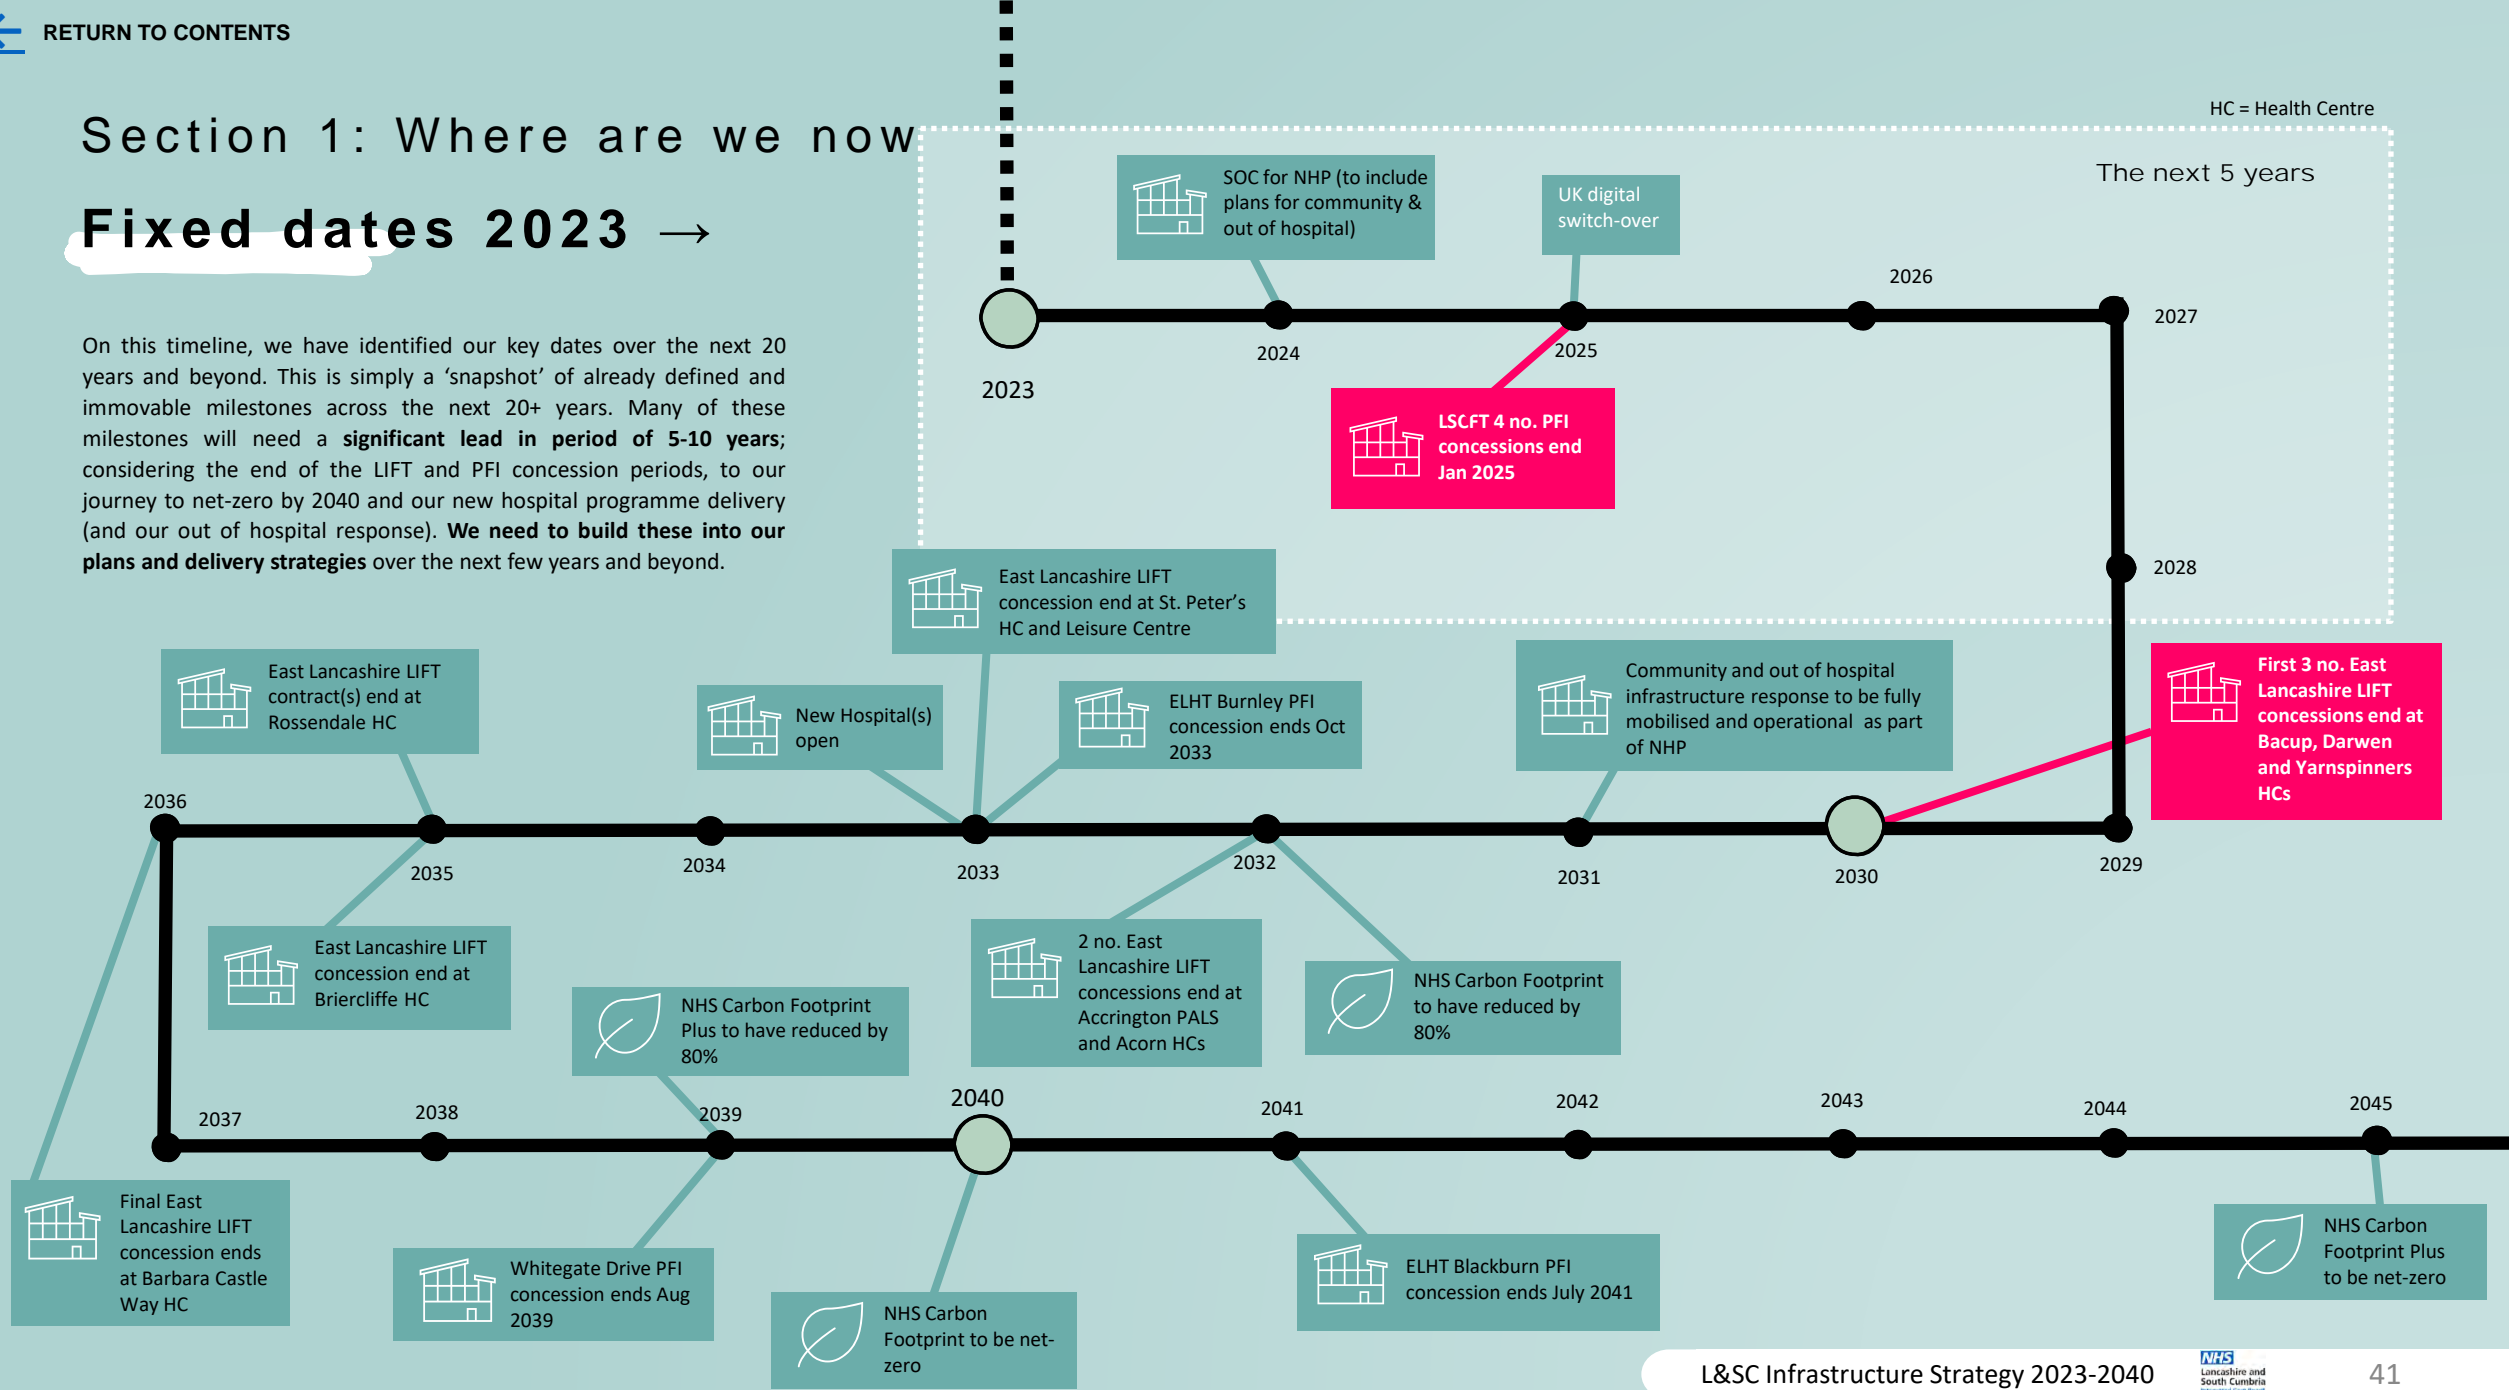 RETURN TO CONTENTS
Section 1: Where are we now
Fixed dates 2023 →
On this timeline, we have identified our key dates over the next 20
years and beyond. This is simply a ‘snapshot’ of already defined and
immovable milestones across the next 20+ years. Many of these
milestones will need a significant lead in period of 5-10 years;
considering the end of the LIFT and PFI concession periods, to our
journey to net-zero by 2040 and our new hospital programme delivery
(and our out of hospital response). We need to build these into our
plans and delivery strategies over the next few years and beyond.
HC = Health Centre
The next 5 years
SOC for NHP (to include
plans for community &
out of hospital)
UK digital
switch-over
2023
2024
2025
2026
2027
LSCFT 4 no. PFI
concessions end
Jan 2025
2028
East Lancashire LIFT
concession end at St. Peter’s
HC and Leisure Centre
East Lancashire LIFT
contract(s) end at
Rossendale HC
New Hospital(s)
open
ELHT Burnley PFI
concession ends Oct
2033
Community and out of hospital
infrastructure response to be fully
mobilised and operational as part
of NHP
First 3 no. East
Lancashire LIFT
concessions end at
Bacup, Darwen
and Yarnspinners
HCs
2036
2035
2034
2033
2032
2031
2030
2029
East Lancashire LIFT
concession end at
Briercliffe HC
NHS Carbon Footprint
Plus to have reduced by
80%
2 no. East
Lancashire LIFT
concessions end at
Accrington PALS
and Acorn HCs
NHS Carbon Footprint
to have reduced by
80%
2037
2038
2039
2040
2041
2042
2043
2044
2045
Final East
Lancashire LIFT
concession ends
at Barbara Castle
Way HC
Whitegate Drive PFI
concession ends Aug
2039
NHS Carbon
Footprint to be net-
zero
ELHT Blackburn PFI
concession ends July 2041
NHS Carbon
Footprint Plus
to be net-zero
L&SC Infrastructure Strategy 2023-2040
NHS
Lancashire and
South Cumbria
41